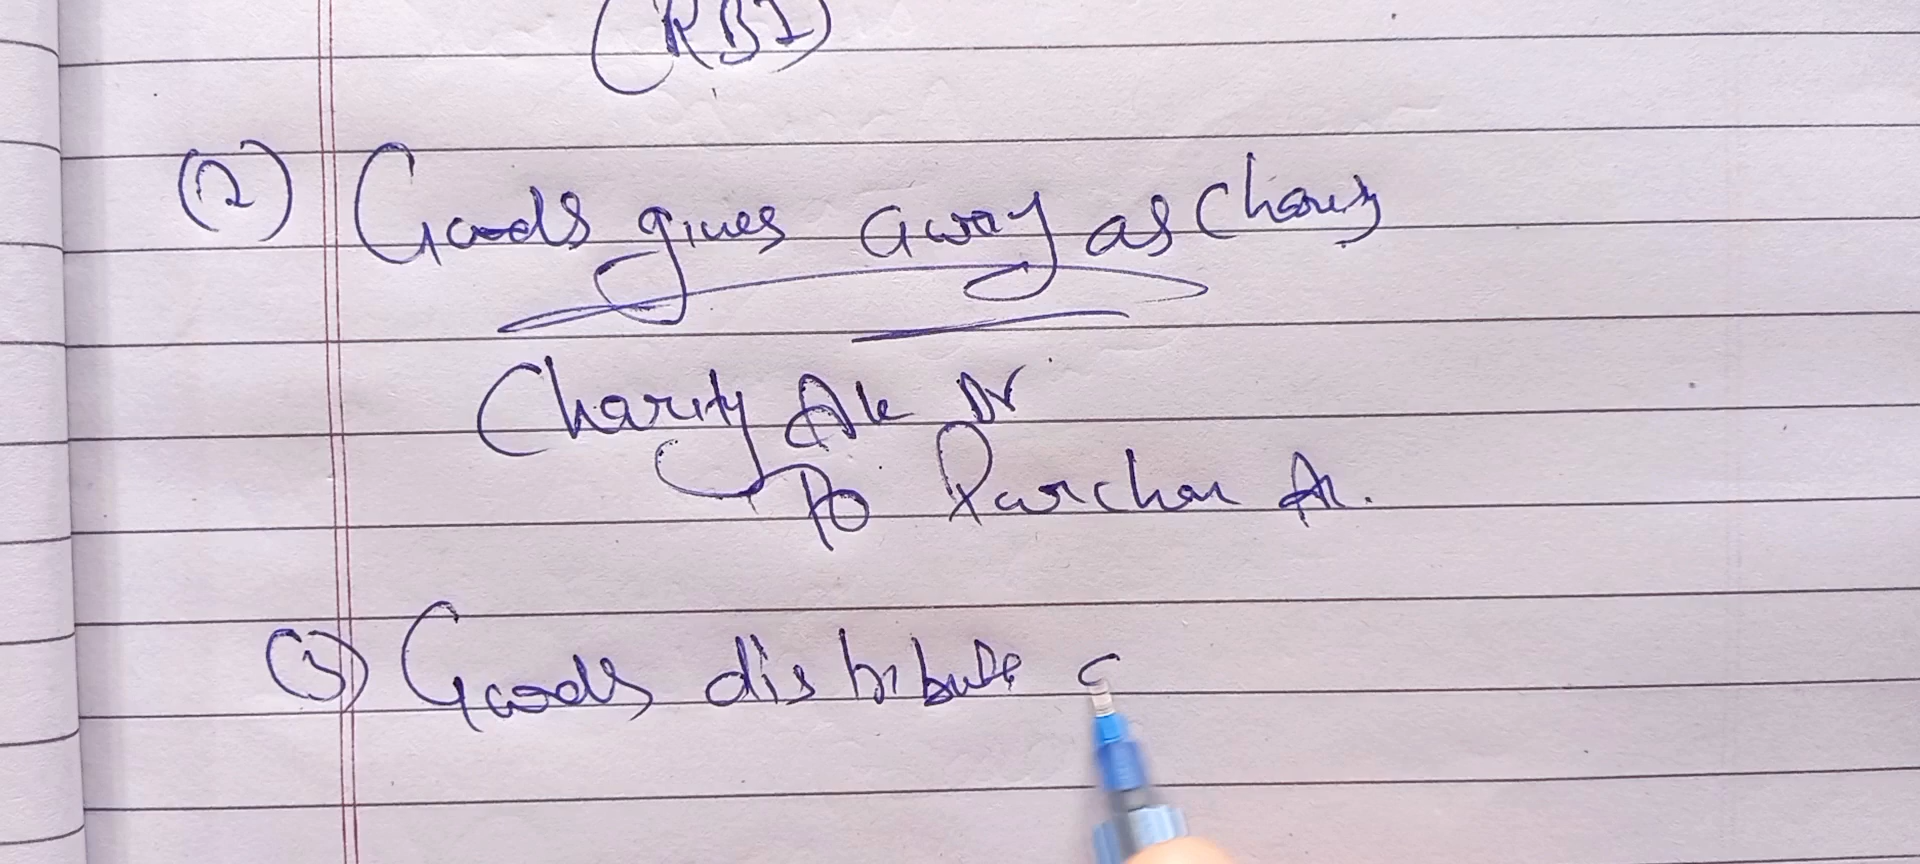 (RBI)
(2) Goods gives away as Charity
Charity A/c Dr
To Purchase A/c.
(3) Goods distribute